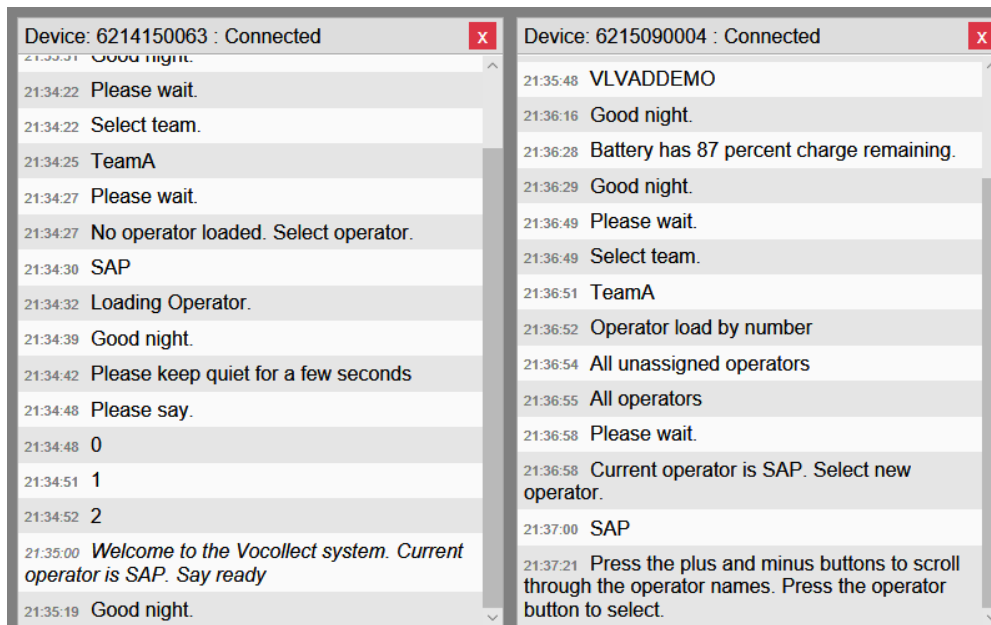 Device: 6214150063 : Connected
x
Good night.
21:34:22 Please wait.
21:34:22 Select team.
21:34:25 TeamA
21:34:27 Please wait.
21:34:27 No operator loaded. Select operator.
21:34:30 SAP
21:34:32 Loading Operator.
21:34:39 Good night.
21:34:42 Please keep quiet for a few seconds
21:34:48 Please say.
21:34:48 0
21:34:51 1
21:34:52 2
21:35:00 Welcome to the Vocollect system. Current
operator is SAP. Say ready
21:35:19 Good night.
Device: 6215090004 : Connected
x
21:35:48 VLVADDEMO
21:36:16 Good night.
21:36:28 Battery has 87 percent charge remaining.
21:36:29 Good night.
21:36:49 Please wait.
21:36:49 Select team.
21:36:51 TeamA
21:36:52 Operator load by number
21:36:54 All unassigned operators
21:36:55 All operators
21:36:58 Please wait.
21:36:58 Current operator is SAP. Select new
operator.
21:37:00 SAP
21:37:21 Press the plus and minus buttons to scroll
through the operator names. Press the operator
button to select.